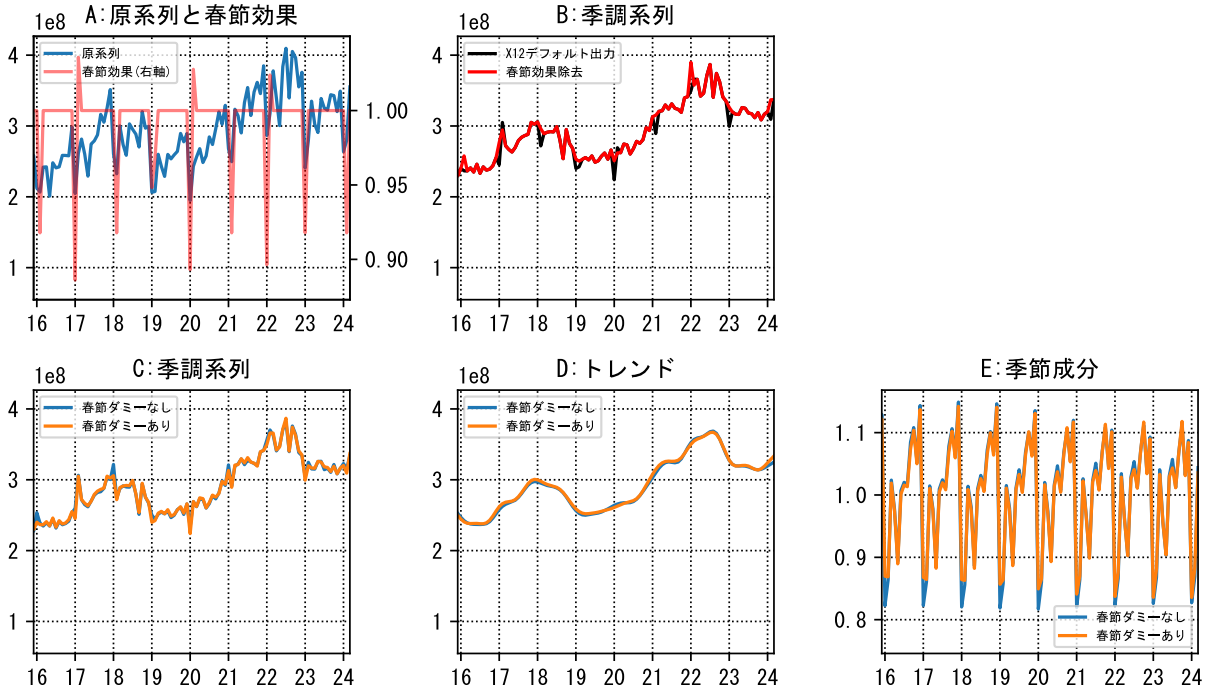 A:原系列と春節効果
1e8
原系列
春節効果(右軸)
4
3
2
1
1.00
0.95
0.90
16 17 18 19 20 21 22 23 24
B:季調系列
1e8
X12デフォルト出力
春節効果除去
4
3
2
1
16 17 18 19 20 21 22 23 24
C:季調系列
1e8
春節ダミーなし
春節ダミーあり
4
3
2
1
16 17 18 19 20 21 22 23 24
D:トレンド
1e8
春節ダミーなし
春節ダミーあり
4
3
2
1
16 17 18 19 20 21 22 23 24
E:季節成分
1.1
1.0
0.9
0.8
春節ダミーなし
春節ダミーあり
16 17 18 19 20 21 22 23 24